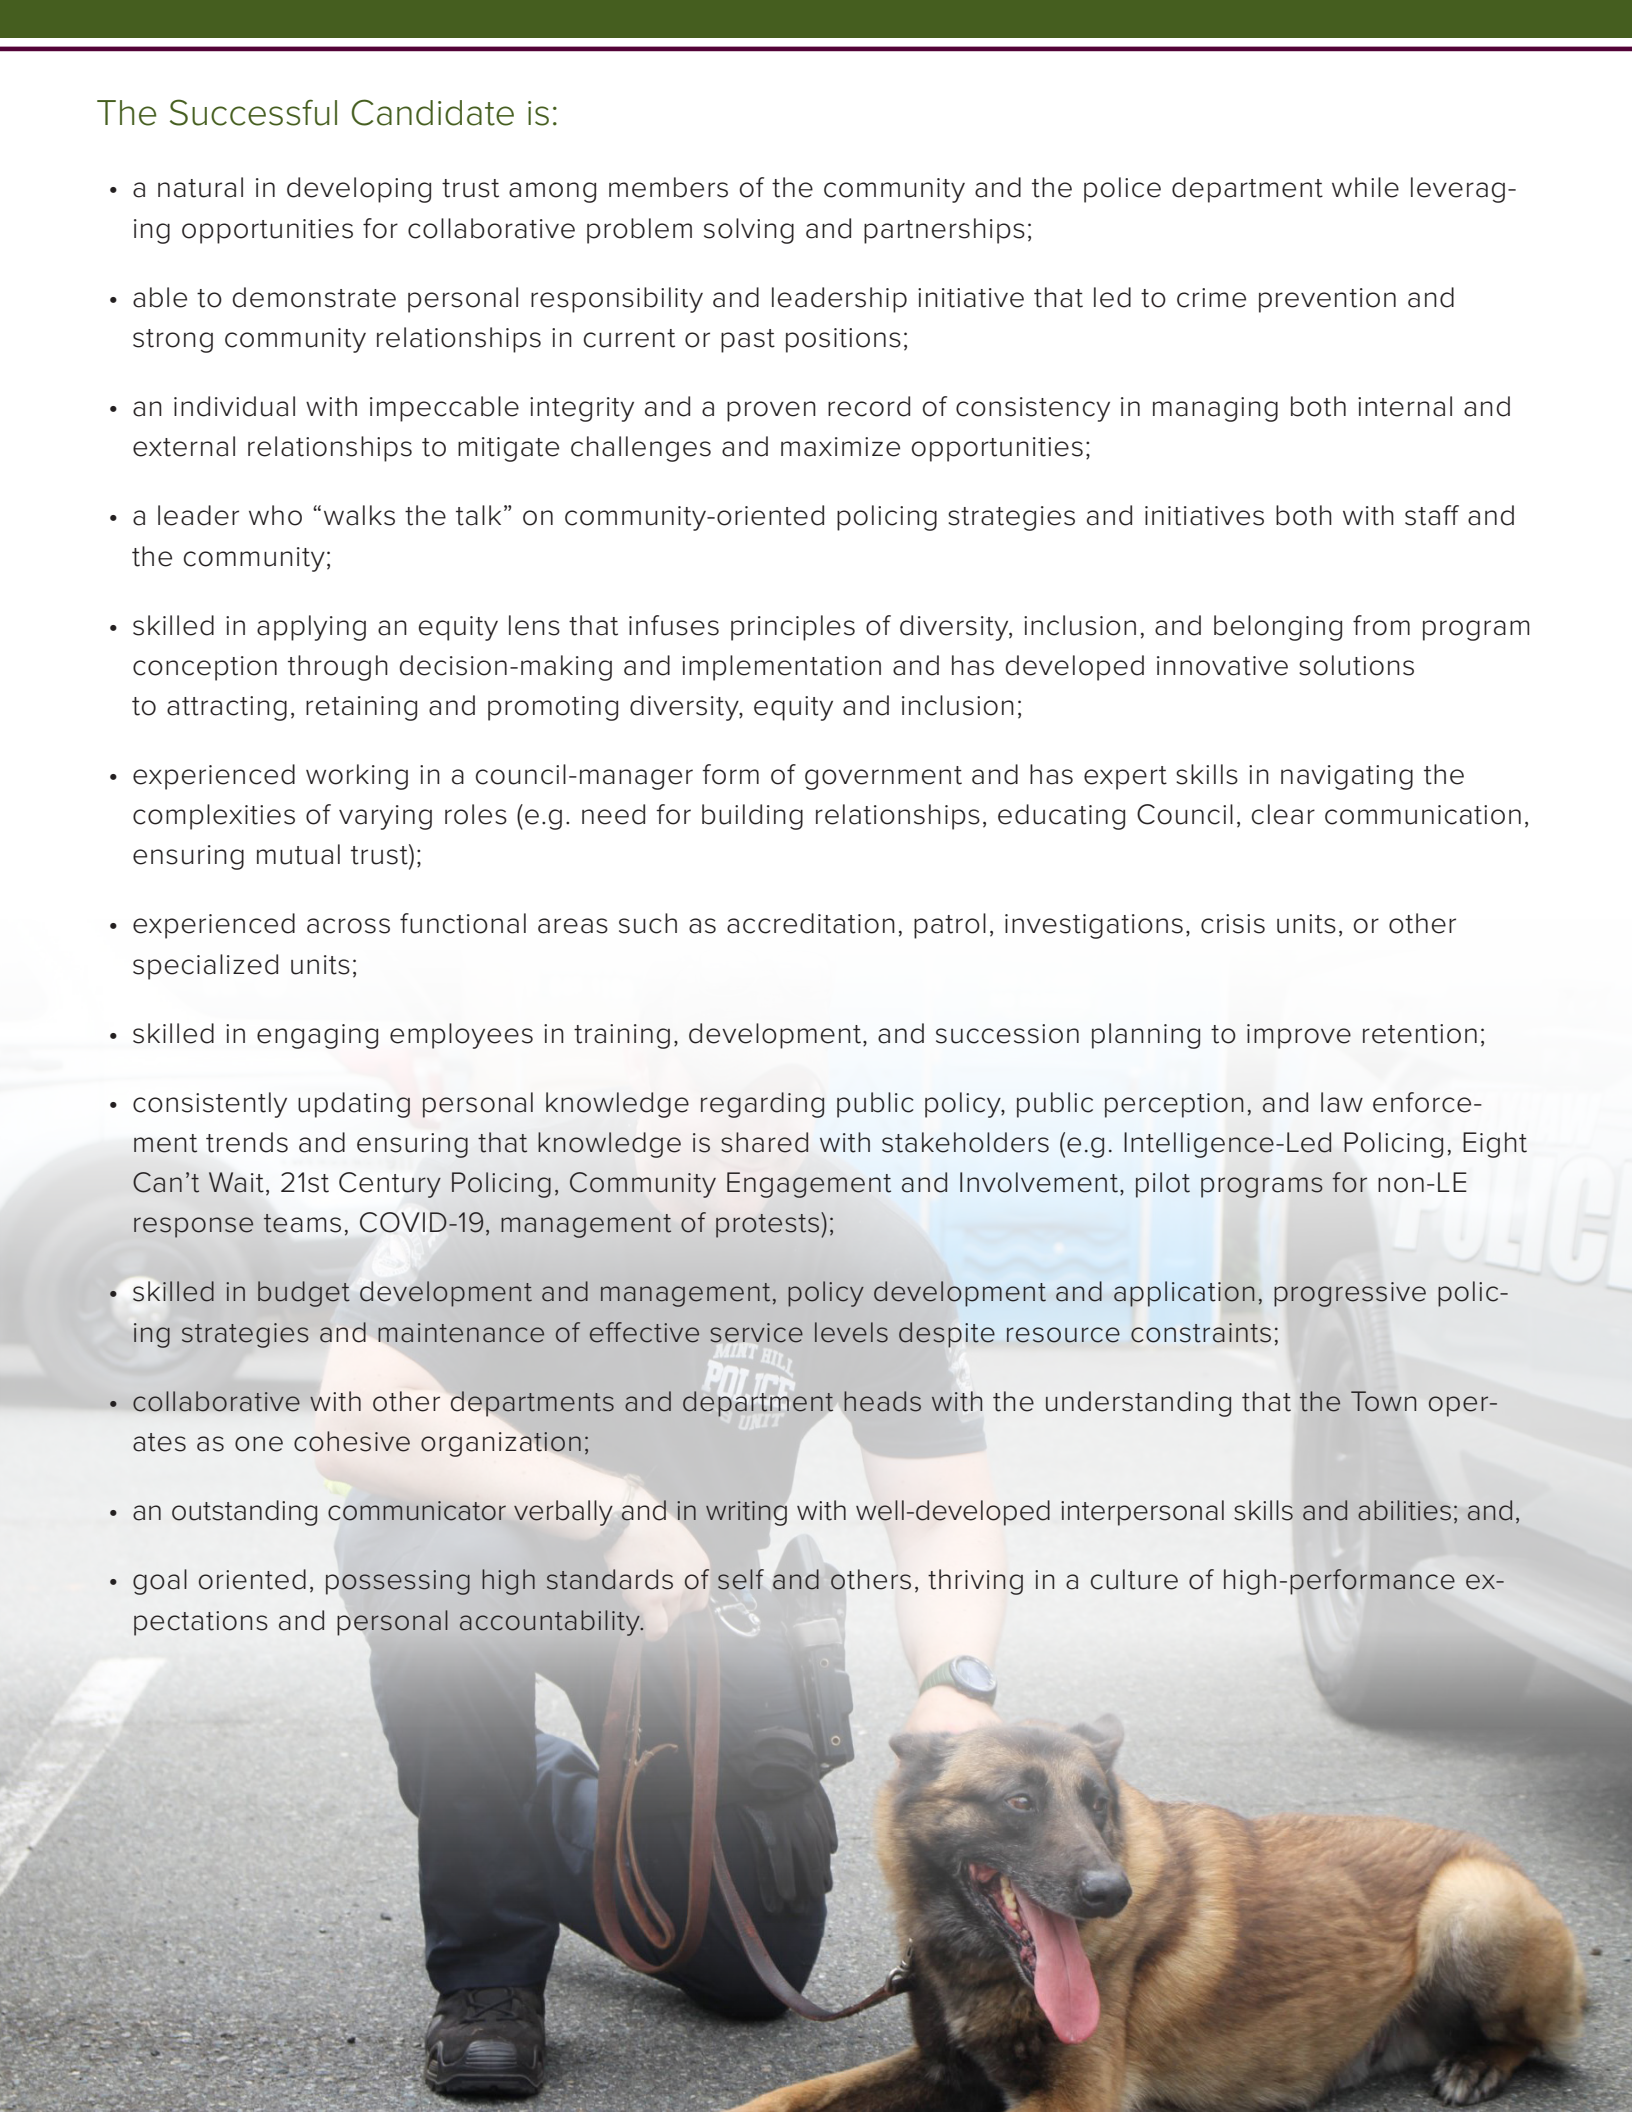 The Successful Candidate is:
• a natural in developing trust among members of the community and the police department while leverag-
ing opportunities for collaborative problem solving and partnerships;
• able to demonstrate personal responsibility and leadership initiative that led to crime prevention and
strong community relationships in current or past positions;
• an individual with impeccable integrity and a proven record of consistency in managing both internal and
external relationships to mitigate challenges and maximize opportunities;
• a leader who “walks the talk” on community-oriented policing strategies and initiatives both with staff and
the community;
• skilled in applying an equity lens that infuses principles of diversity, inclusion, and belonging from program
conception through decision-making and implementation and has developed innovative solutions
to attracting, retaining and promoting diversity, equity and inclusion;
• experienced working in a council-manager form of government and has expert skills in navigating the
complexities of varying roles (e.g. need for building relationships, educating Council, clear communication,
ensuring mutual trust);
• experienced across functional areas such as accreditation, patrol, investigations, crisis units, or other
specialized units;
• skilled in engaging employees in training, development, and succession planning to improve retention;
• consistently updating personal knowledge regarding public policy, public perception, and law enforce-
ment trends and ensuring that knowledge is shared with stakeholders (e.g. Intelligence-Led Policing, Eight
Can’t Wait, 21st Century Policing, Community Engagement and Involvement, pilot programs for non-LE
response teams, COVID-19, management of protests);
• skilled in budget development and management, policy development and application, progressive polic-
ing strategies and maintenance of effective service levels despite resource constraints;
• collaborative with other departments and department heads with the understanding that the Town oper-
ates as one cohesive organization;
• an outstanding communicator verbally and in writing with well-developed interpersonal skills and abilities; and,
• goal oriented, possessing high standards of self and others, thriving in a culture of high-performance ex-
pectations and personal accountability.
MINT HILL
POLICE
UNIT
POLICE